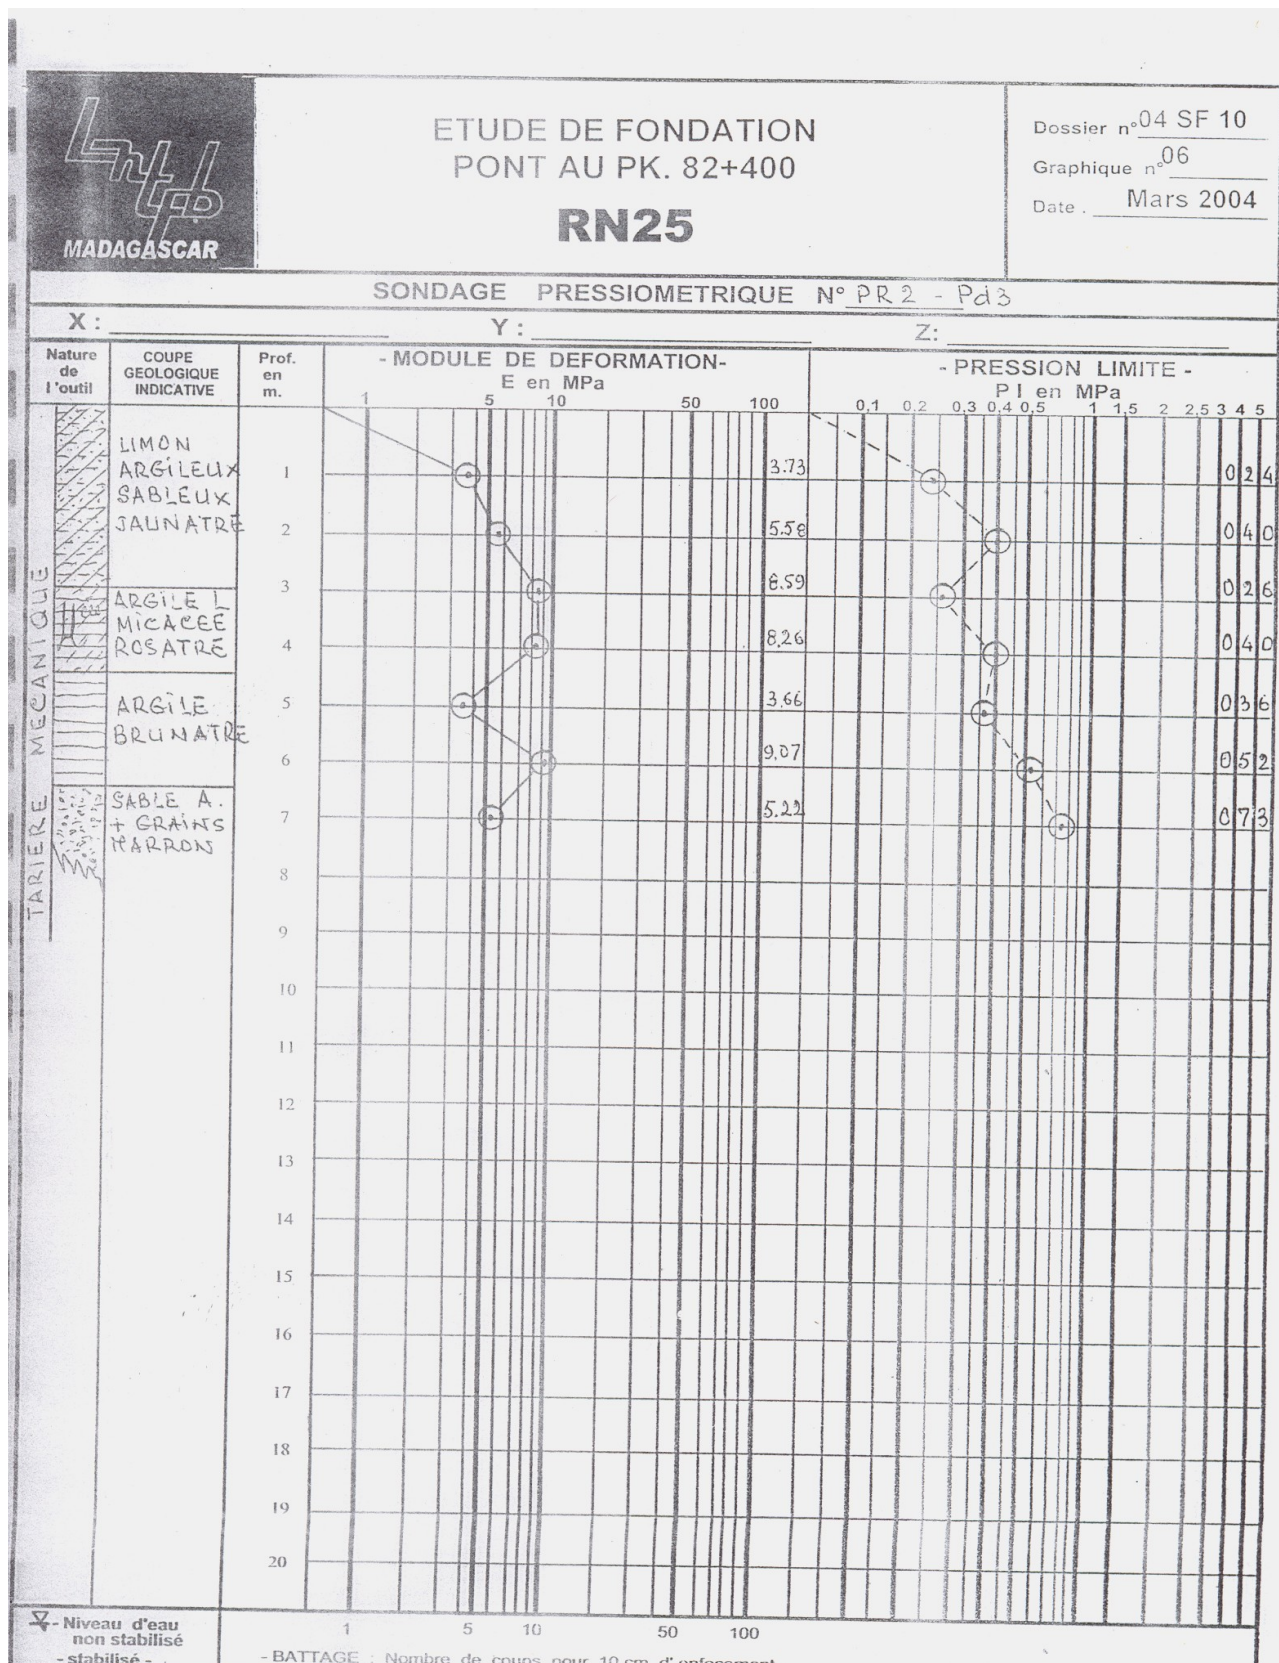 Lntpb
MADAGASCAR
ETUDE DE FONDATION
PONT AU PK. 82+400
RN25
Dossier n° 04 SF 10
Graphique n° 06
Date . Mars 2004
SONDAGE PRESSIOMETRIQUE N° PR2 - Pd3
X :
Y :
Z:
Nature
de
l'outil
COUPE
GEOLOGIQUE
INDICATIVE
Prof.
en
m.
- MODULE DE DEFORMATION-
E en MPa
1 5 10 50 100
- PRESSION LIMITE -
Pl en MPa
0,1 0,2 0,3 0,4 0,5 1 1,5 2 2,5 3 4 5
TARIERE MECANIQUE
LIMON
ARGILEUX
SABLEUX
JAUNATRE
ARGILE L
MICACEE
ROSATRE
ARGILE
BRUNATRE
SABLE A.
+ GRAINS
MARRON
1 3.73 0 2 4
2 5.58 0 4 0
3 8.59 0 2 6
4 8,26 0 4 0
5 3.66 0 3 6
6 9,07 0 5 2
7 5.22 0 7 3
8
9
10
11
12
13
14
15
16
17
18
19
20
1 5 10 50 100
- Niveau d'eau
non stabilisé
- stabilisé -
- BATTAGE : Nombre de coups pour 10 cm d'enfoncement